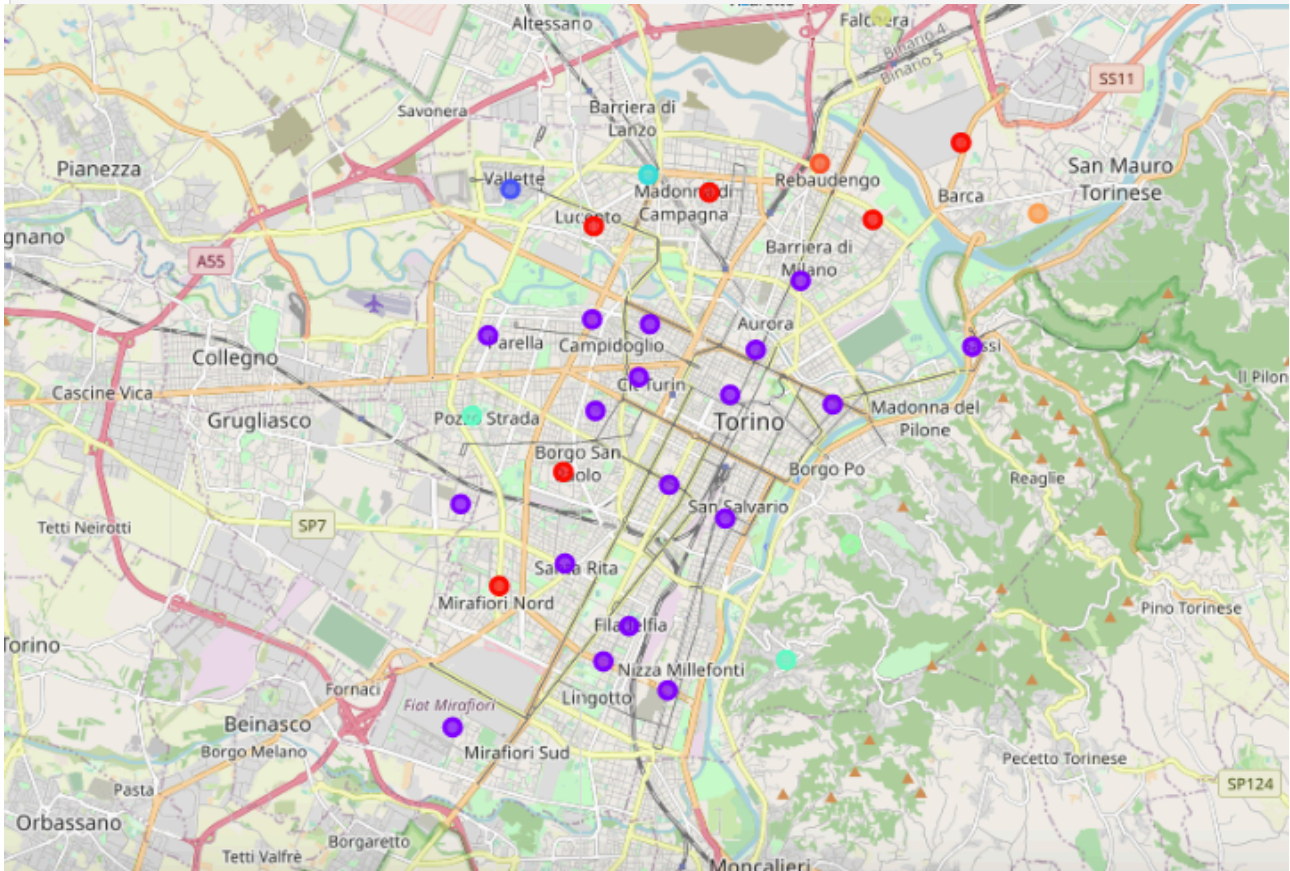 Altessano
Falchera
Binario 4
Binario 5
SS11
Savonera
Barriera di
Lanzo
Pianezza
San Mauro
Torinese
Vallette
Madonna di
Campagna
Rebaudengo
Barca
Lucento
gnano
A55
Barriera di
Milano
Aurora
Parella
Campidoglio
Collegno
Cit Turin
Il Pilon
Cascine Vica
Grugliasco
Pozzo Strada
Torino
Madonna del
Pilone
Borgo San
Paolo
Borgo Po
Reaglie
San Salvario
Tetti Neirotti
SP7
Santa Rita
Mirafiori Nord
Pino Torinese
Filadelfia
Torino
Nizza Millefonti
Fornaci
Lingotto
Fiat Mirafiori
Beinasco
Borgo Melano
Mirafiori Sud
Pecetto Torinese
SP124
Pasta
Orbassano
Borgaretto
Tetti Valfrè
Moncalieri